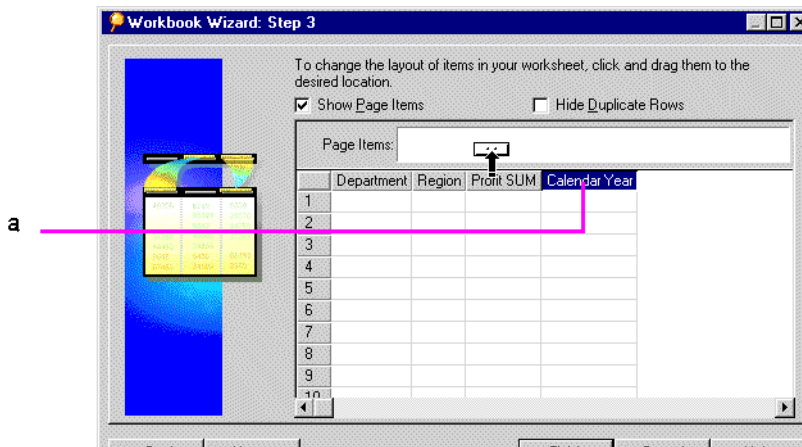 Workbook Wizard: Step 3
To change the layout of items in your worksheet, click and drag them to the
desired location.
Show Page Items
Hide Duplicate Rows
Page Items:
Department Region Profit SUM Calendar Year
a
1
2
3
4
5
6
7
8
9
10